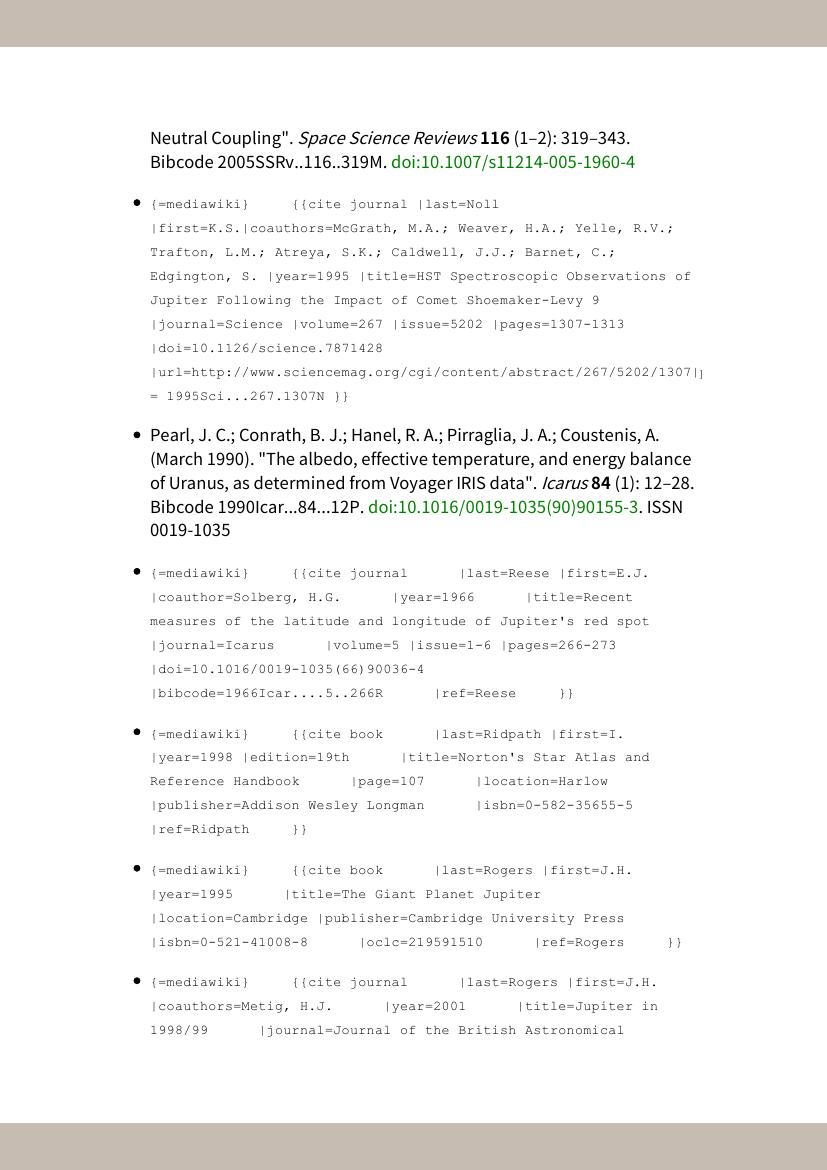 Neutral Coupling". Space Science Reviews 116 (1–2): 319–343.
Bibcode 2005SSRv..116..319M. doi:10.1007/s11214-005-1960-4
• {=mediawiki} {{cite journal |last=Noll
|first=K.S.|coauthors=McGrath, M.A.; Weaver, H.A.; Yelle, R.V.;
Trafton, L.M.; Atreya, S.K.; Caldwell, J.J.; Barnet, C.;
Edgington, S. |year=1995 |title=HST Spectroscopic Observations of
Jupiter Following the Impact of Comet Shoemaker-Levy 9
|journal=Science |volume=267 |issue=5202 |pages=1307-1313
|doi=10.1126/science.7871428
|url=http://www.sciencemag.org/cgi/content/abstract/267/5202/1307|
= 1995Sci...267.1307N }}
• Pearl, J. C.; Conrath, B. J.; Hanel, R. A.; Pirraglia, J. A.; Coustenis, A.
(March 1990). "The albedo, effective temperature, and energy balance
of Uranus, as determined from Voyager IRIS data". Icarus 84 (1): 12–28.
Bibcode 1990Icar...84...12P. doi:10.1016/0019-1035(90)90155-3. ISSN
0019-1035
• {=mediawiki} {{cite journal |last=Reese |first=E.J.
|coauthor=Solberg, H.G. |year=1966 |title=Recent
measures of the latitude and longitude of Jupiter's red spot
|journal=Icarus |volume=5 |issue=1-6 |pages=266-273
|doi=10.1016/0019-1035(66)90036-4
|bibcode=1966Icar....5..266R |ref=Reese }}
• {=mediawiki} {{cite book |last=Ridpath |first=I.
|year=1998 |edition=19th |title=Norton's Star Atlas and
Reference Handbook |page=107 |location=Harlow
|publisher=Addison Wesley Longman |isbn=0-582-35655-5
|ref=Ridpath }}
• {=mediawiki} {{cite book |last=Rogers |first=J.H.
|year=1995 |title=The Giant Planet Jupiter
|location=Cambridge |publisher=Cambridge University Press
|isbn=0-521-41008-8 |oclc=219591510 |ref=Rogers }}
• {=mediawiki} {{cite journal |last=Rogers |first=J.H.
|coauthors=Metig, H.J. |year=2001 |title=Jupiter in
1998/99 |journal=Journal of the British Astronomical